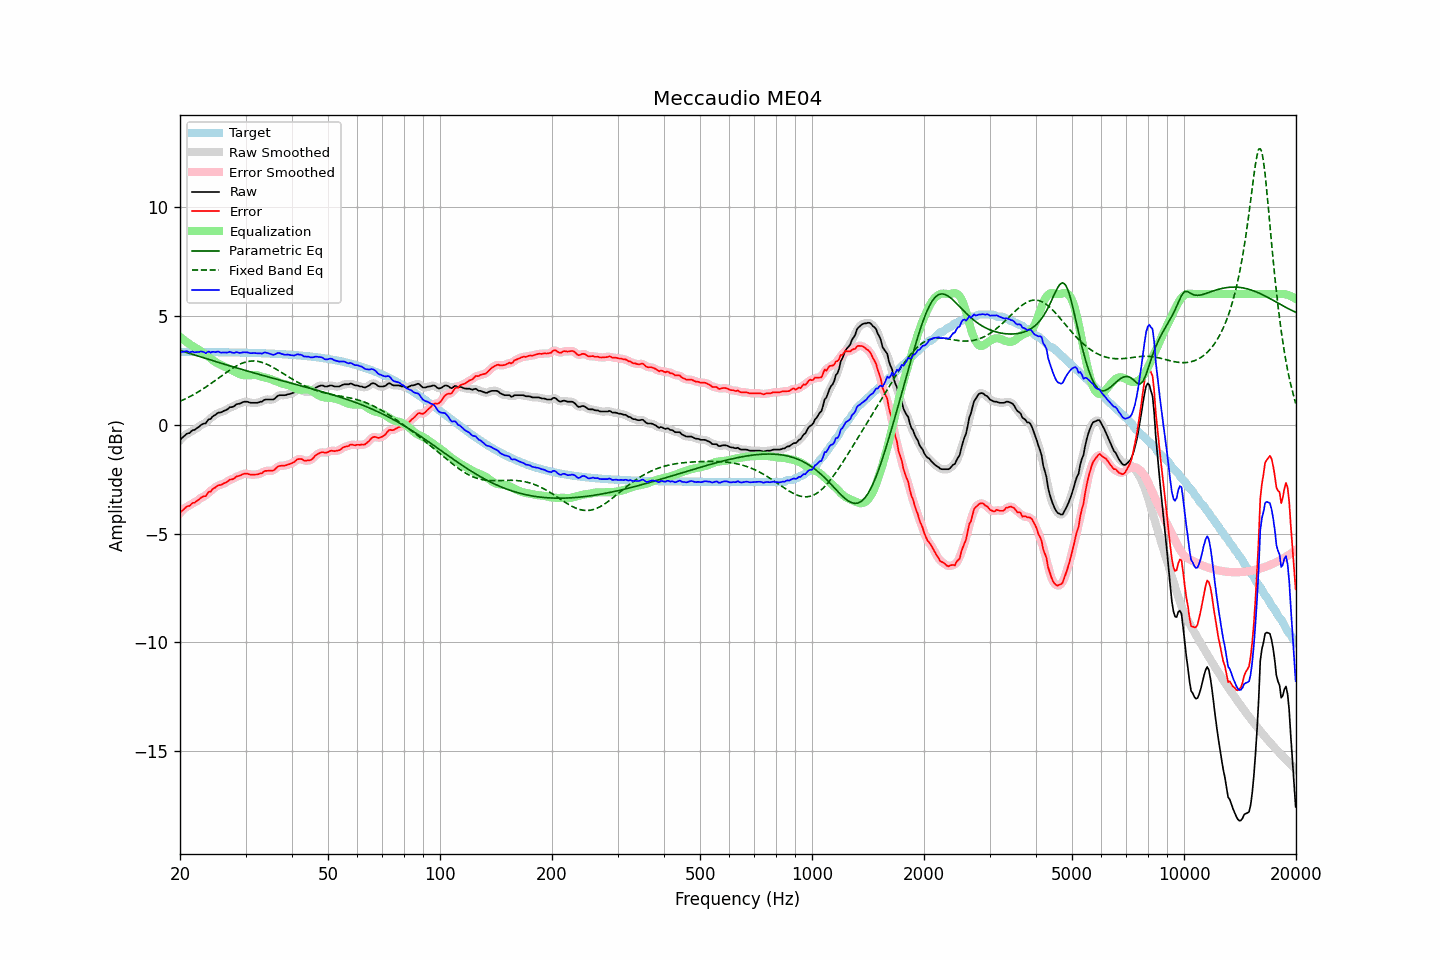 Meccaudio ME04
Target
Raw Smoothed
Error Smoothed
Raw
Error
Equalization
Parametric Eq
Fixed Band Eq
Equalized
Amplitude (dBr)
10
5
0
−5
−10
−15
20 50 100 200 500 1000 2000 5000 10000 20000
Frequency (Hz)